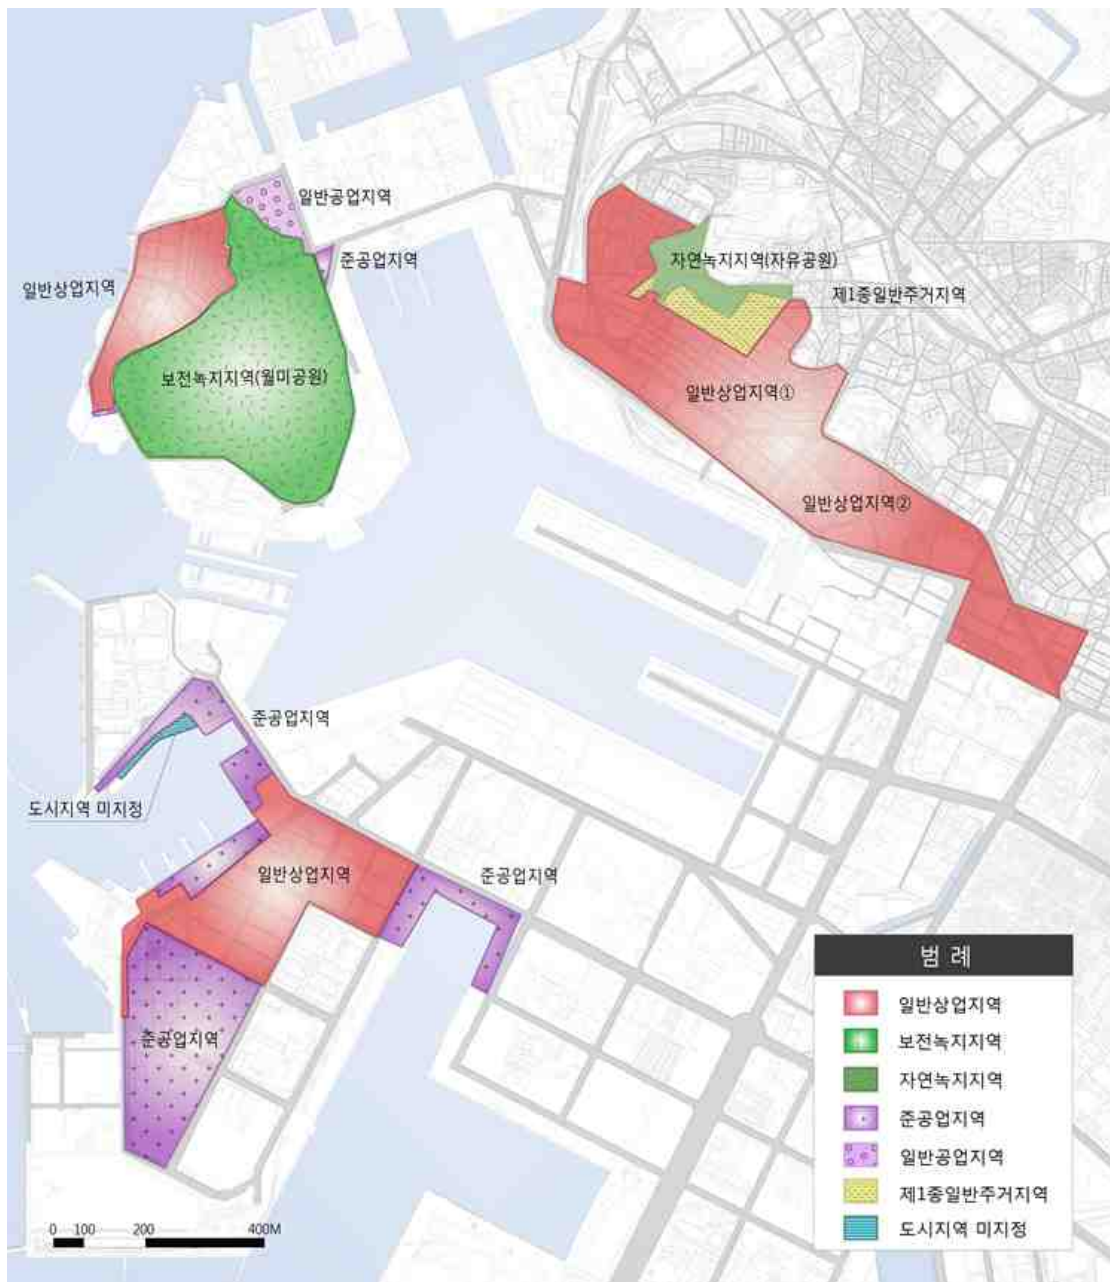 일반공업지역
준공업지역
일반상업지역
보전녹지지역(월미공원)
자연녹지지역(자유공원)
제1종일반주거지역
일반상업지역①
일반상업지역②
준공업지역
도시지역 미지정
일반상업지역
준공업지역
준공업지역
범 례
일반상업지역
보전녹지지역
자연녹지지역
준공업지역
일반공업지역
제1종일반주거지역
도시지역 미지정
0 100 200 400M